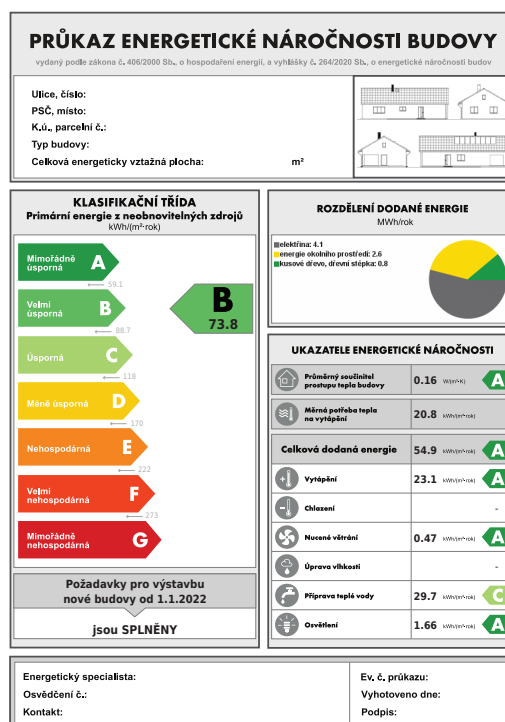 PRŮKAZ ENERGETICKÉ NÁROČNOSTI BUDOVY
vydaný podle zákona č. 406/2000 Sb., o hospodaření energií, a vyhlášky č. 264/2020 Sb., o energetické náročnosti budov
Ulice, číslo:
PSČ, místo:
K.ú., parcelní č.:
Typ budovy:
Celková energeticky vztažná plocha: m²
KLASIFIKAČNÍ TŘÍDA
Primární energie z neobnovitelných zdrojů
kWh/(m²·rok)
Mimořádně úsporná A
59.1
Velmi úsporná B
88.7
Úsporná C
118
Méně úsporná D
170
Nehospodárná E
222
Velmi nehospodárná F
273
Mimořádně nehospodárná G
B
73.8
Požadavky pro výstavbu
nové budovy od 1.1.2022
jsou SPLNĚNY
ROZDĚLENÍ DODANÉ ENERGIE
MWh/rok
elektřina: 4.1
energie okolního prostředí: 2.6
kusové dřevo, dřevní štěpka: 0.8
UKAZATELE ENERGETICKÉ NÁROČNOSTI
Průměrný součinitel prostupu tepla budovy 0.16 W/(m²·K) A
Měrná potřeba tepla na vytápění 20.8 kWh/(m²·rok)
Celková dodaná energie 54.9 kWh/(m²·rok) A
Vytápění 23.1 kWh/(m²·rok) A
Chlazení -
Nucené větrání 0.47 kWh/(m²·rok) A
Úprava vlhkosti -
Příprava teplé vody 29.7 kWh/(m²·rok) C
Osvětlení 1.66 kWh/(m²·rok) A
Energetický specialista:
Osvědčení č.:
Kontakt:
Ev. č. průkazu:
Vyhotoveno dne:
Podpis: